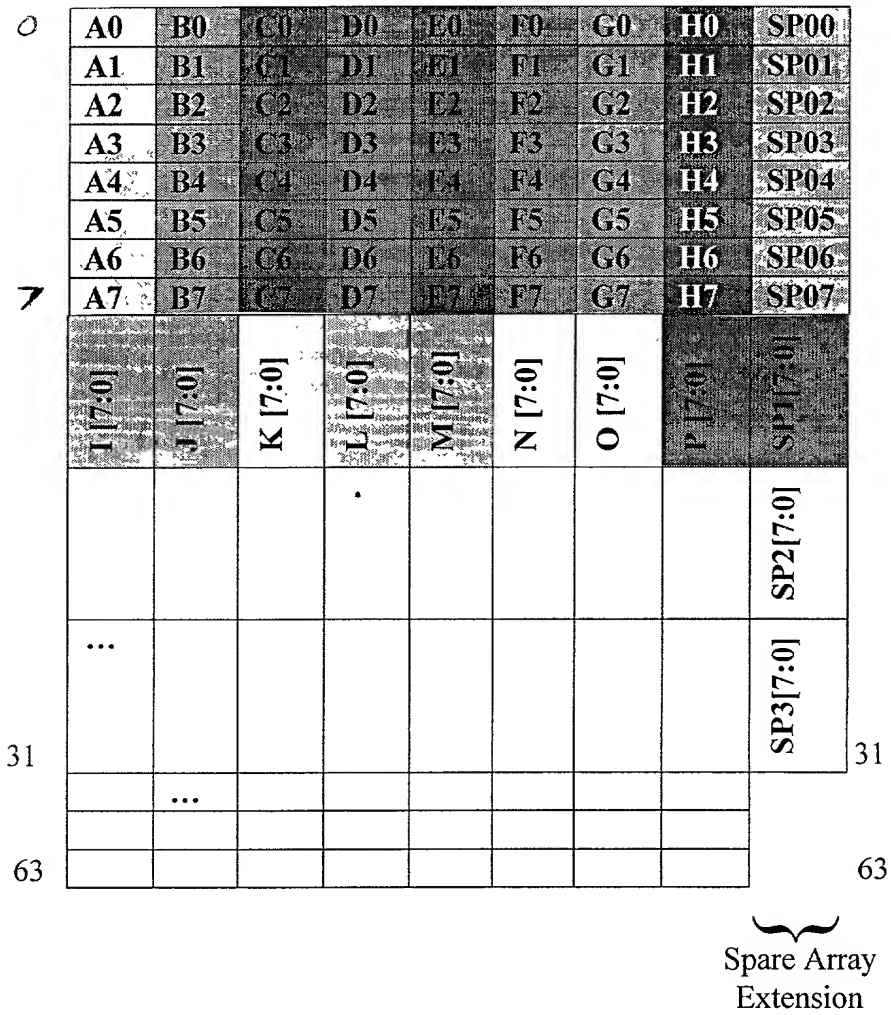 0 A0 B0 C0 D0 E0 F0 G0 H0 SP00
A1 B1 C1 D1 E1 F1 G1 H1 SP01
A2 B2 C2 D2 E2 F2 G2 H2 SP02
A3 B3 C3 D3 E3 F3 G3 H3 SP03
A4 B4 C4 D4 E4 F4 G4 H4 SP04
A5 B5 C5 D5 E5 F5 G5 H5 SP05
A6 B6 C6 D6 E6 F6 G6 H6 SP06
7 A7 B7 C7 D7 E7 F7 G7 H7 SP07
I [7:0] J [7:0] K [7:0] L [7:0] M [7:0] N [7:0] O [7:0] P [7:0] SP1[7:0]
SP2[7:0]
... SP3[7:0]
31 31
...
63 63
Spare Array
Extension